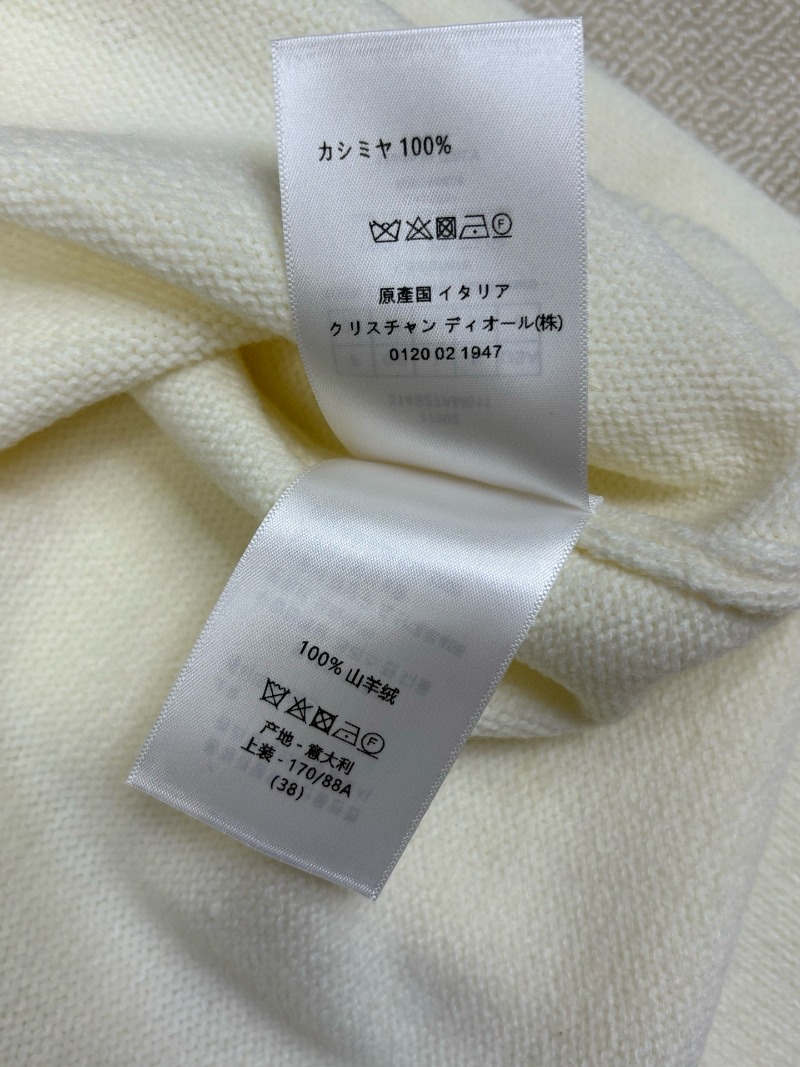 カシミヤ 100%
F
原產国 イタリア
クリスチャン ディオール(株)
0120 02 1947
100% 山羊绒
F
产地 - 意大利
上装 - 170/88A
(38)